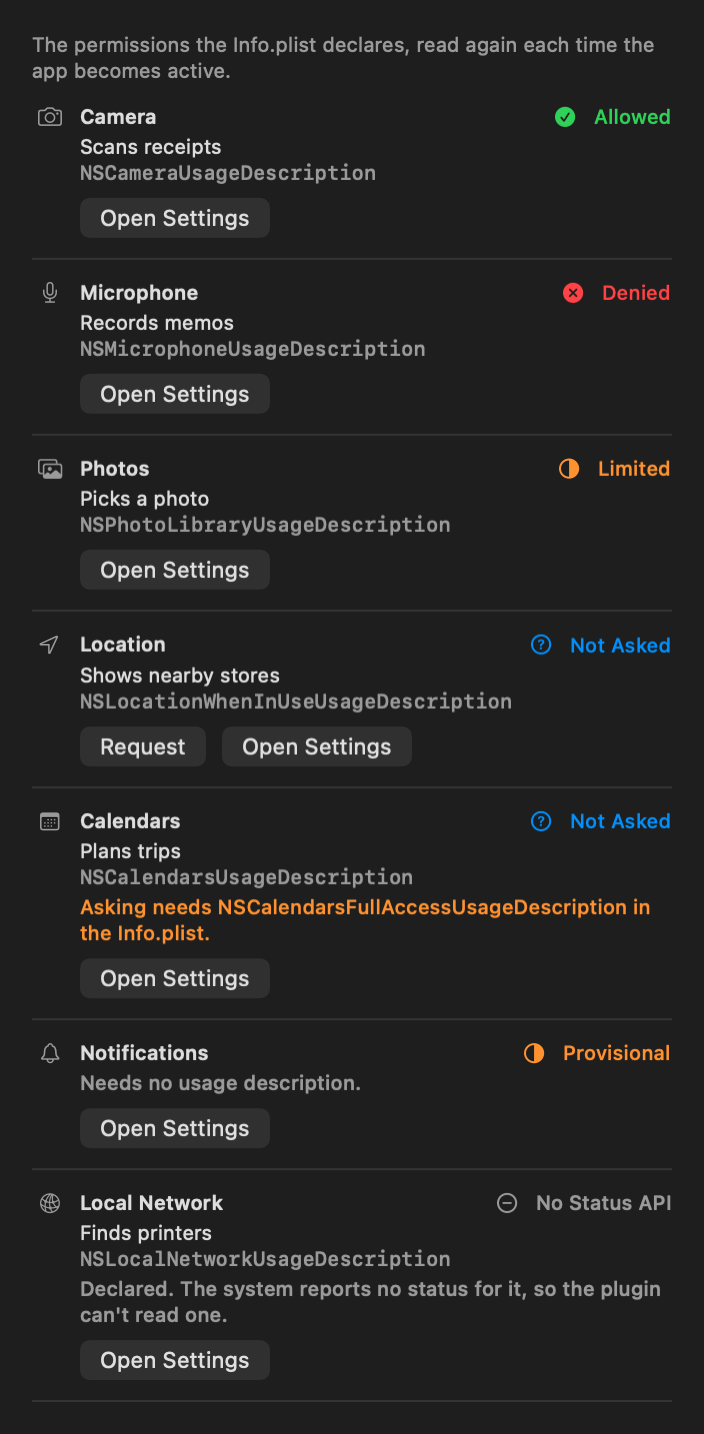 The permissions the Info.plist declares, read again each time the
app becomes active.
Camera
Allowed
Scans receipts
NSCameraUsageDescription
Open Settings
Microphone
Denied
Records memos
NSMicrophoneUsageDescription
Open Settings
Photos
Limited
Picks a photo
NSPhotoLibraryUsageDescription
Open Settings
Location
Not Asked
Shows nearby stores
NSLocationWhenInUseUsageDescription
Request
Open Settings
Calendars
Not Asked
Plans trips
NSCalendarsUsageDescription
Asking needs NSCalendarsFullAccessUsageDescription in
the Info.plist.
Open Settings
Notifications
Provisional
Needs no usage description.
Open Settings
Local Network
No Status API
Finds printers
NSLocalNetworkUsageDescription
Declared. The system reports no status for it, so the plugin
can't read one.
Open Settings